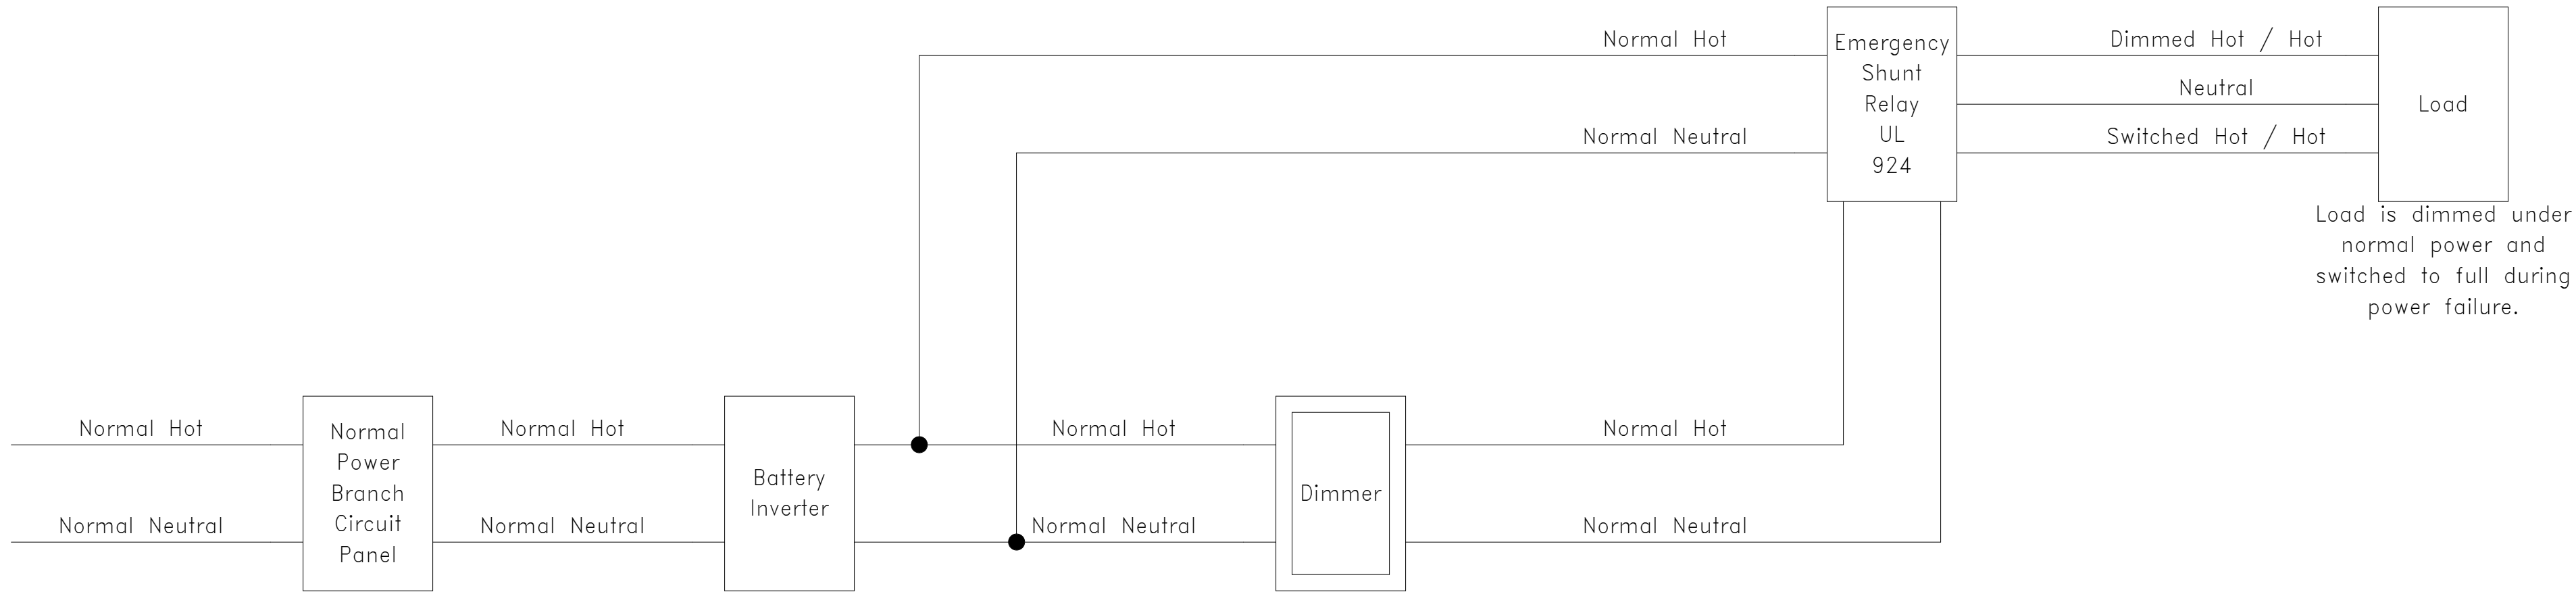 Normal Hot
Emergency
Shunt
Relay
UL
924
Dimmed Hot / Hot
Neutral
Normal Neutral
Switched Hot / Hot
Load
Load is dimmed under
normal power and
switched to full during
power failure.
Normal Hot
Normal Neutral
Normal
Power
Branch
Circuit
Panel
Normal Hot
Normal Neutral
Battery
Inverter
Normal Hot
Normal Neutral
Dimmer
Normal Hot
Normal Neutral